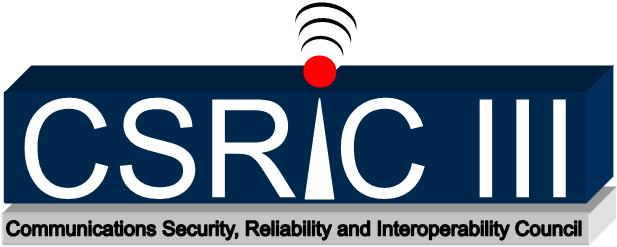 CSRIC III
Communications Security, Reliability and Interoperability Council